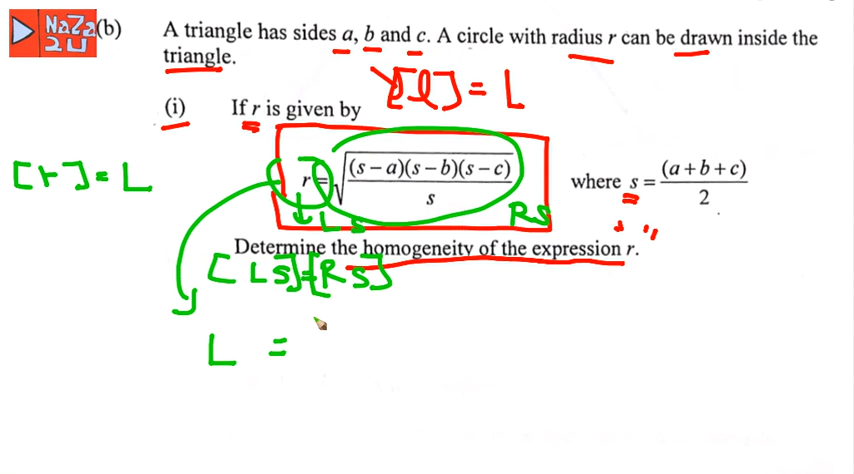 NaZa 2U
(b) A triangle has sides a, b and c. A circle with radius r can be drawn inside the
triangle.
[l] = L
(i) If r is given by
[r] = L
r = √((s − a)(s − b)(s − c) / s) where s = (a + b + c) / 2
LS
RS
Determine the homogeneity of the expression r.
[LS] = [RS]
L =